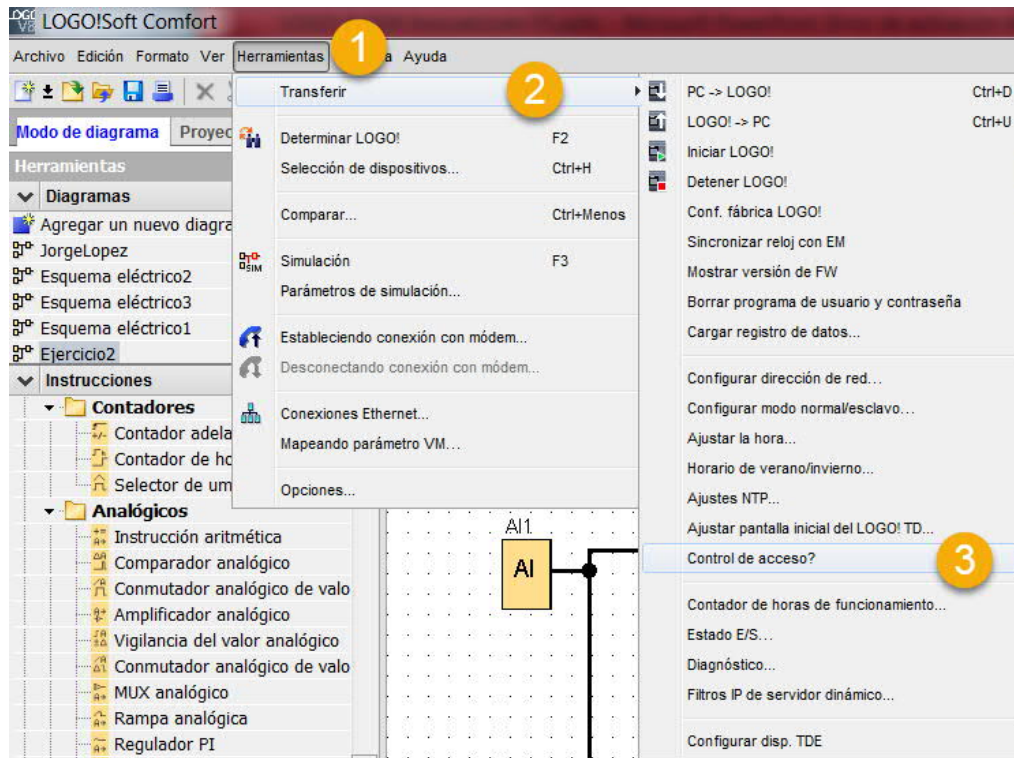 LOGO!Soft Comfort
Archivo Edición Formato Ver Herramientas 1 a Ayuda
Modo de diagrama Proyec
Herramientas
Diagramas
Agregar un nuevo diagra
JorgeLopez
Esquema eléctrico2
Esquema eléctrico3
Esquema eléctrico1
Ejercicio2
Instrucciones
Contadores
Contador adela
Contador de ho
Selector de um
Analógicos
Instrucción aritmética
Comparador analógico
Conmutador analógico de valo
Amplificador analógico
Vigilancia del valor analógico
Conmutador analógico de valo
MUX analógico
Rampa analógica
Regulador PI
Transferir 2
Determinar LOGO! F2
Selección de dispositivos... Ctrl+H
Comparar... Ctrl+Menos
SIM Simulación F3
Parámetros de simulación...
Estableciendo conexión con módem...
Desconectando conexión con módem...
Conexiones Ethernet...
Mapeando parámetro VM...
Opciones...
AI1
AI
PC -> LOGO! Ctrl+D
LOGO! -> PC Ctrl+U
Iniciar LOGO!
Detener LOGO!
Conf. fábrica LOGO!
Sincronizar reloj con EM
Mostrar versión de FW
Borrar programa de usuario y contraseña
Cargar registro de datos...
Configurar dirección de red...
Configurar modo normal/esclavo...
Ajustar la hora...
Horario de verano/invierno...
Ajustes NTP...
Ajustar pantalla inicial del LOGO! TD...
Control de acceso? 3
Contador de horas de funcionamiento...
Estado E/S...
Diagnóstico...
Filtros IP de servidor dinámico...
Configurar disp. TDE